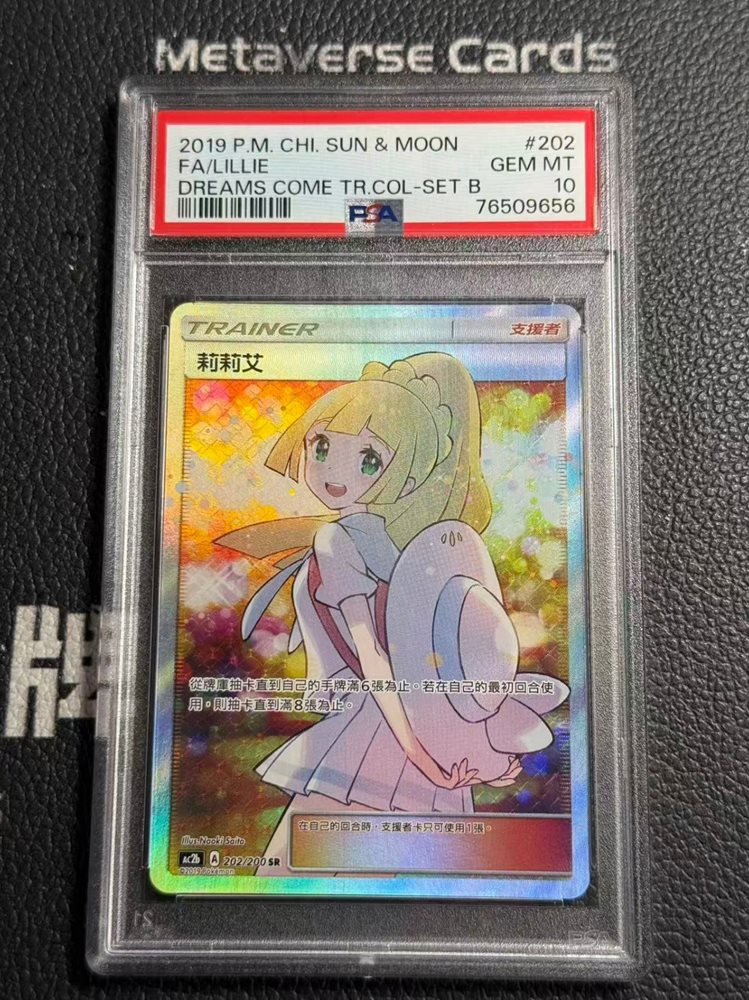 Metaverse Cards
2019 P.M. CHI. SUN & MOON #202
FA/LILLIE GEM MT
DREAMS COME TR.COL-SET B 10
PSA 76509656
TRAINER 支援者
莉莉艾
牌
從牌庫抽卡直到自己的手牌滿6張為止。若在自己的最初回合使
用，則抽卡直到滿8張為止。
在自己的回合時，支援者卡只可使用1張。
Illus. Naoki Saito
AC2b A 202/200 SR
©2019 Pokémon